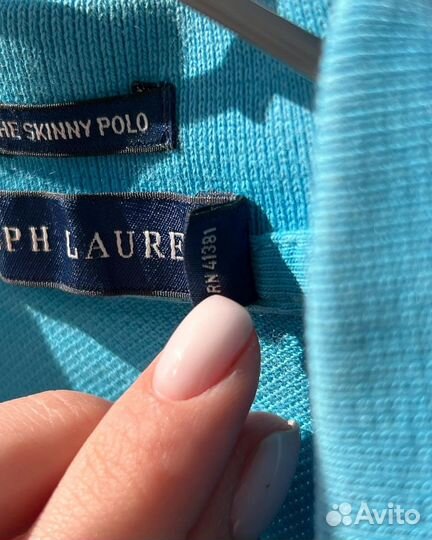 HE SKINNY POLO
PH LAURE
RN 41381
Avito